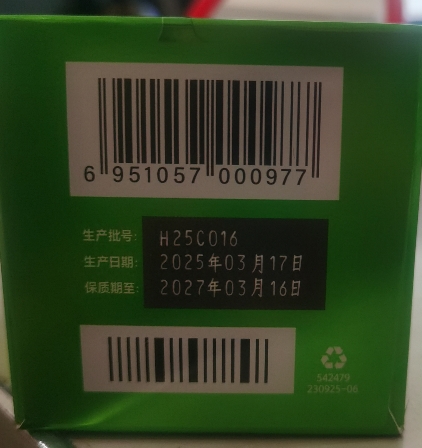 6 951057 000977
生产批号: H25C016
生产日期: 2025年03月17日
保质期至: 2027年03月16日
542479
230925-06